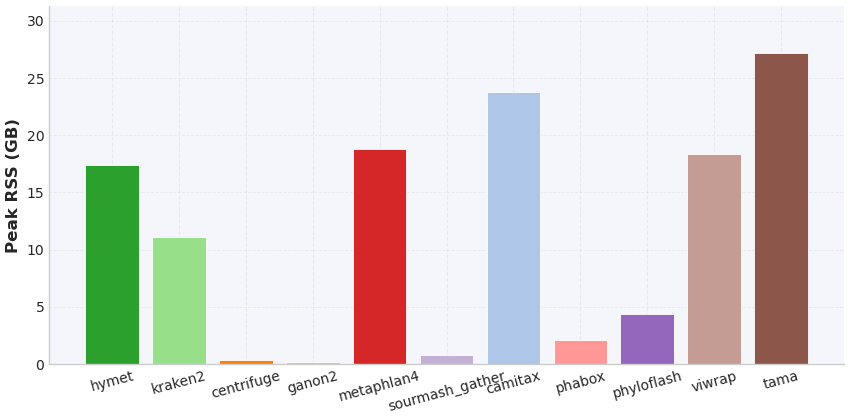 Peak RSS (GB)
30
25
20
15
10
5
0
hymet
kraken2
centrifuge
ganon2
metaphlan4
sourmash_gather
camitax
phabox
phyloflash
viwrap
tama